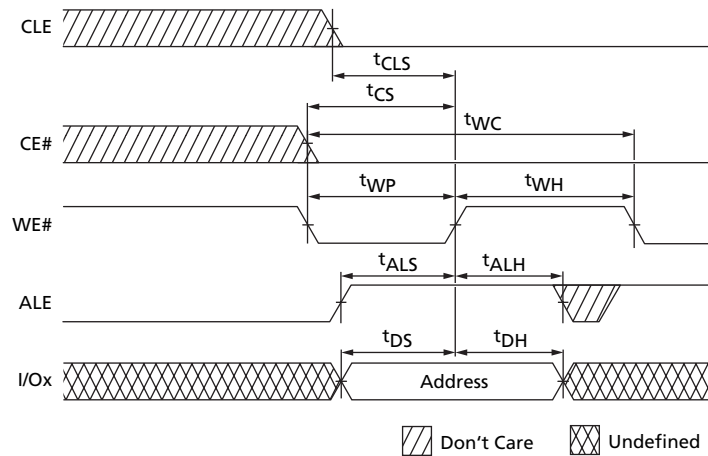 CLE
tCLS
tCS
tWC
CE#
tWP
tWH
WE#
tALS
tALH
ALE
tDS
tDH
I/Ox
Address
Don't Care
Undefined